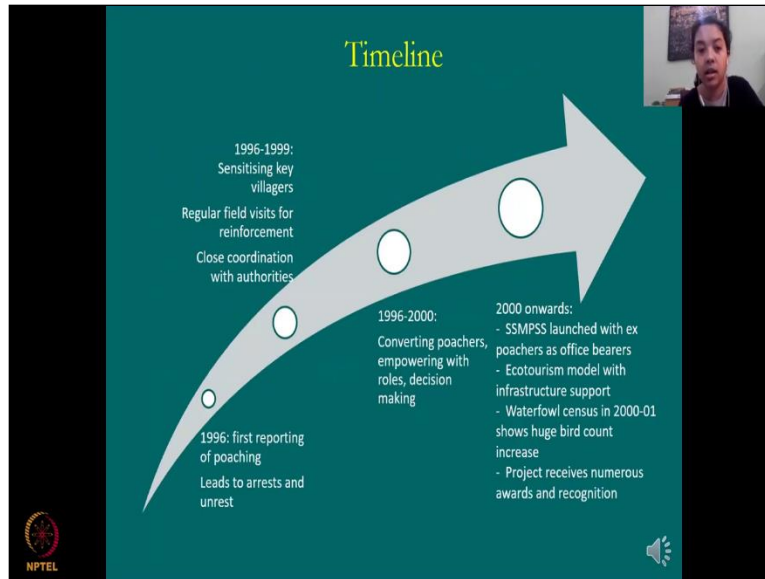 Timeline
1996-1999:
Sensitising key
villagers
Regular field visits for
reinforcement
Close coordination
with authorities
1996: first reporting
of poaching
Leads to arrests and
unrest
1996-2000:
Converting poachers,
empowering with
roles, decision
making
2000 onwards:
- SSMPSS launched with ex
poachers as office bearers
- Ecotourism model with
infrastructure support
- Waterfowl census in 2000-01
shows huge bird count
increase
- Project receives numerous
awards and recognition
NPTEL